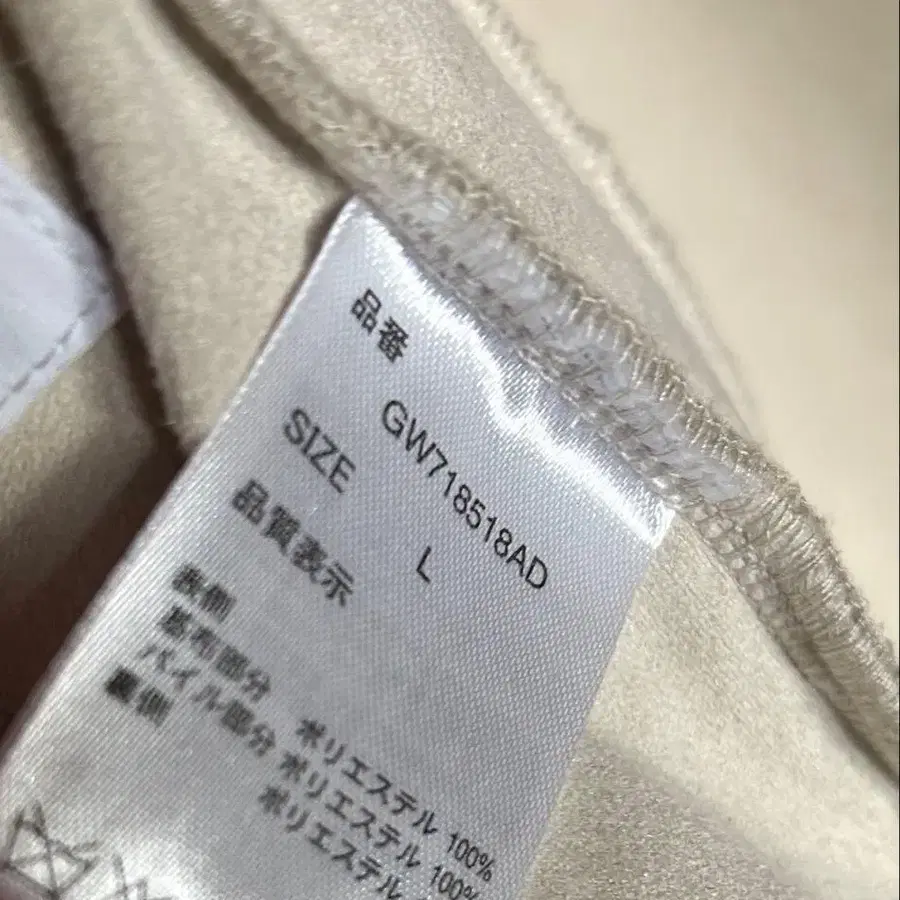 品番
GW718518AD
SIZE L
品質表示
表側
基布部分 ポリエステル 100%
パイル部分 ポリエステル 100%
裏側 ポリエステル